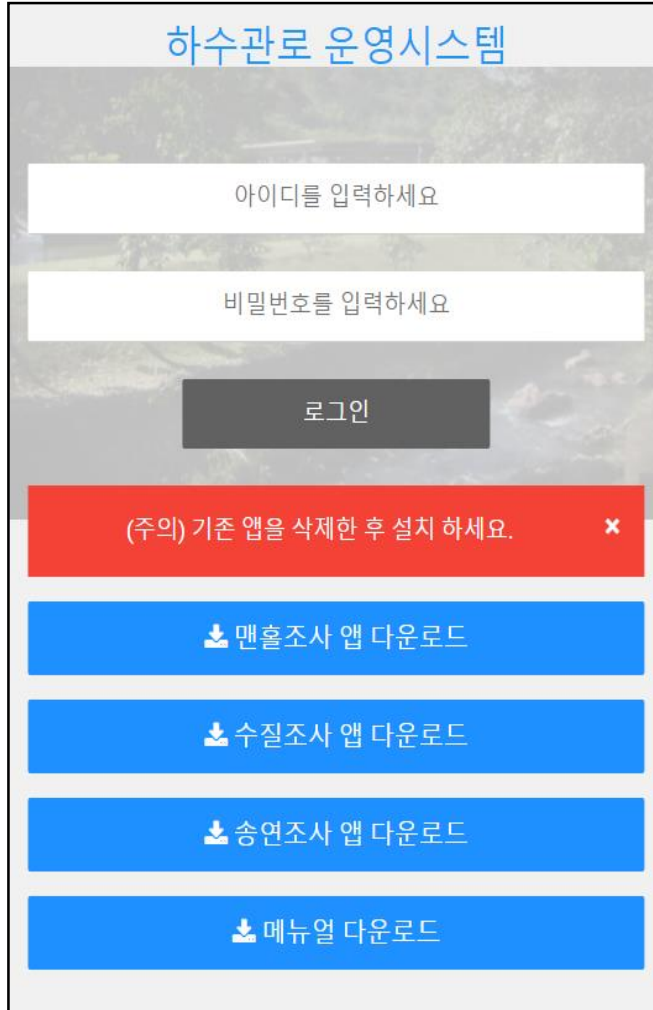 하수관로 운영시스템
아이디를 입력하세요
비밀번호를 입력하세요
로그인
(주의) 기존 앱을 삭제한 후 설치 하세요. ×
맨홀조사 앱 다운로드
수질조사 앱 다운로드
송연조사 앱 다운로드
메뉴얼 다운로드